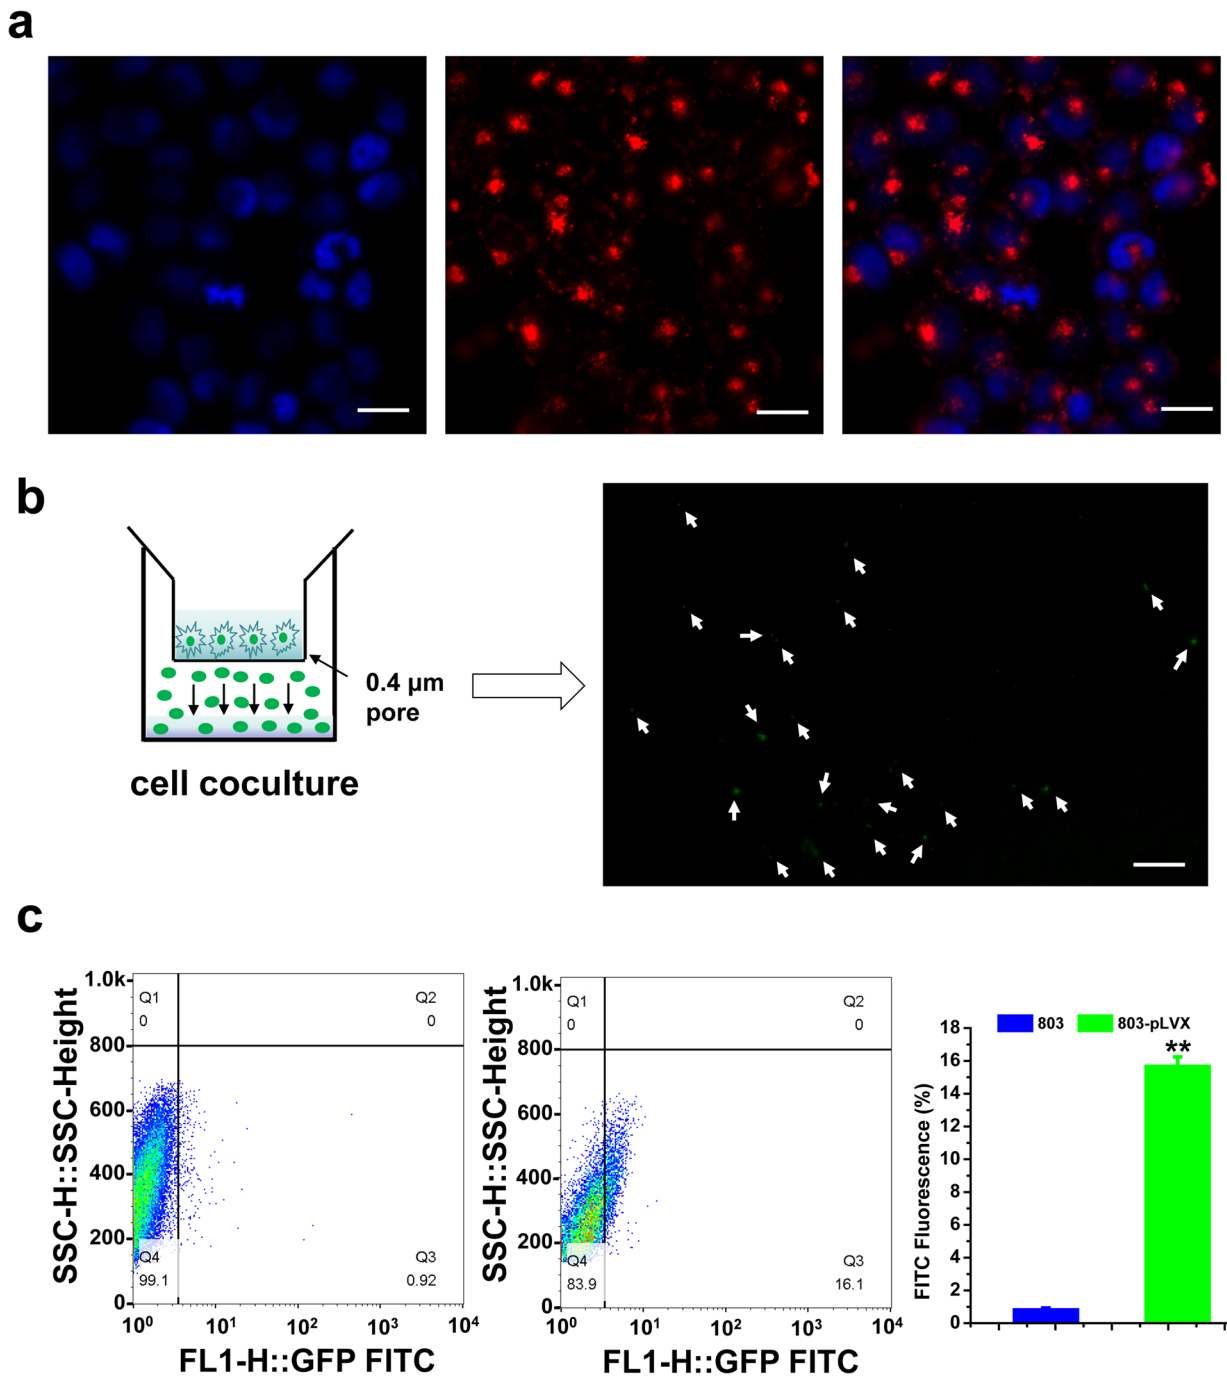 a
b
0.4 µm
pore
cell coculture
c
SSC-H::SSC-Height
1.0k
800
600
400
200
0
Q1
0
Q2
0
Q4
99.1
Q3
0.92
10⁰ 10¹ 10² 10³ 10⁴
FL1-H::GFP FITC
SSC-H::SSC-Height
1.0k
800
600
400
200
0
Q1
0
Q2
0
Q4
83.9
Q3
16.1
10⁰ 10¹ 10² 10³ 10⁴
FL1-H::GFP FITC
FITC Fluorescence (%)
18
16
14
12
10
8
6
4
2
0
803 803-pLVX
**